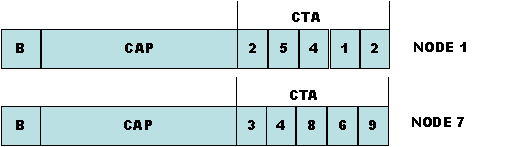 CTA
B CAP 2 5 4 1 2 NODE 1
CTA
B CAP 3 4 8 6 9 NODE 7